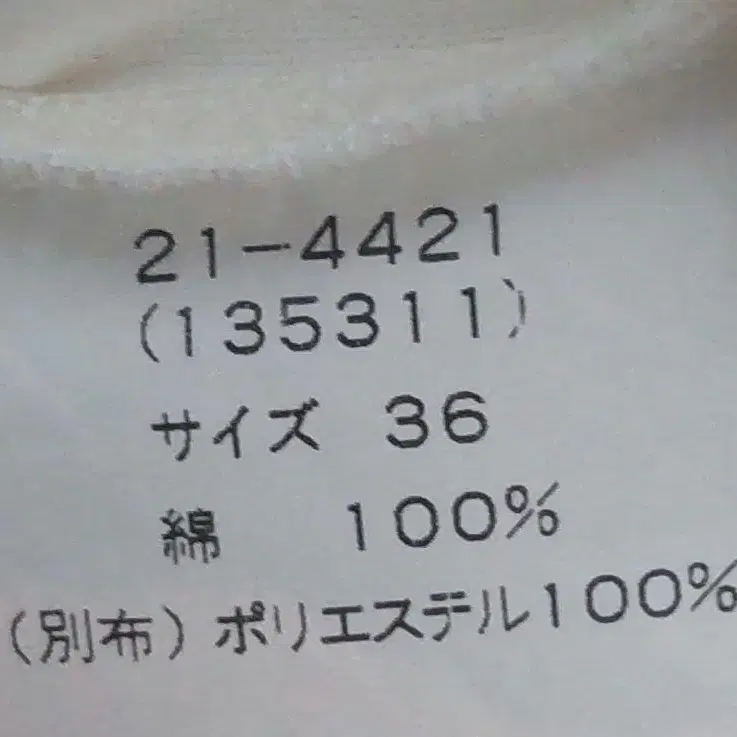 21-4421
(135311)
サイズ 36
綿 100%
(別布)ポリエステル100%